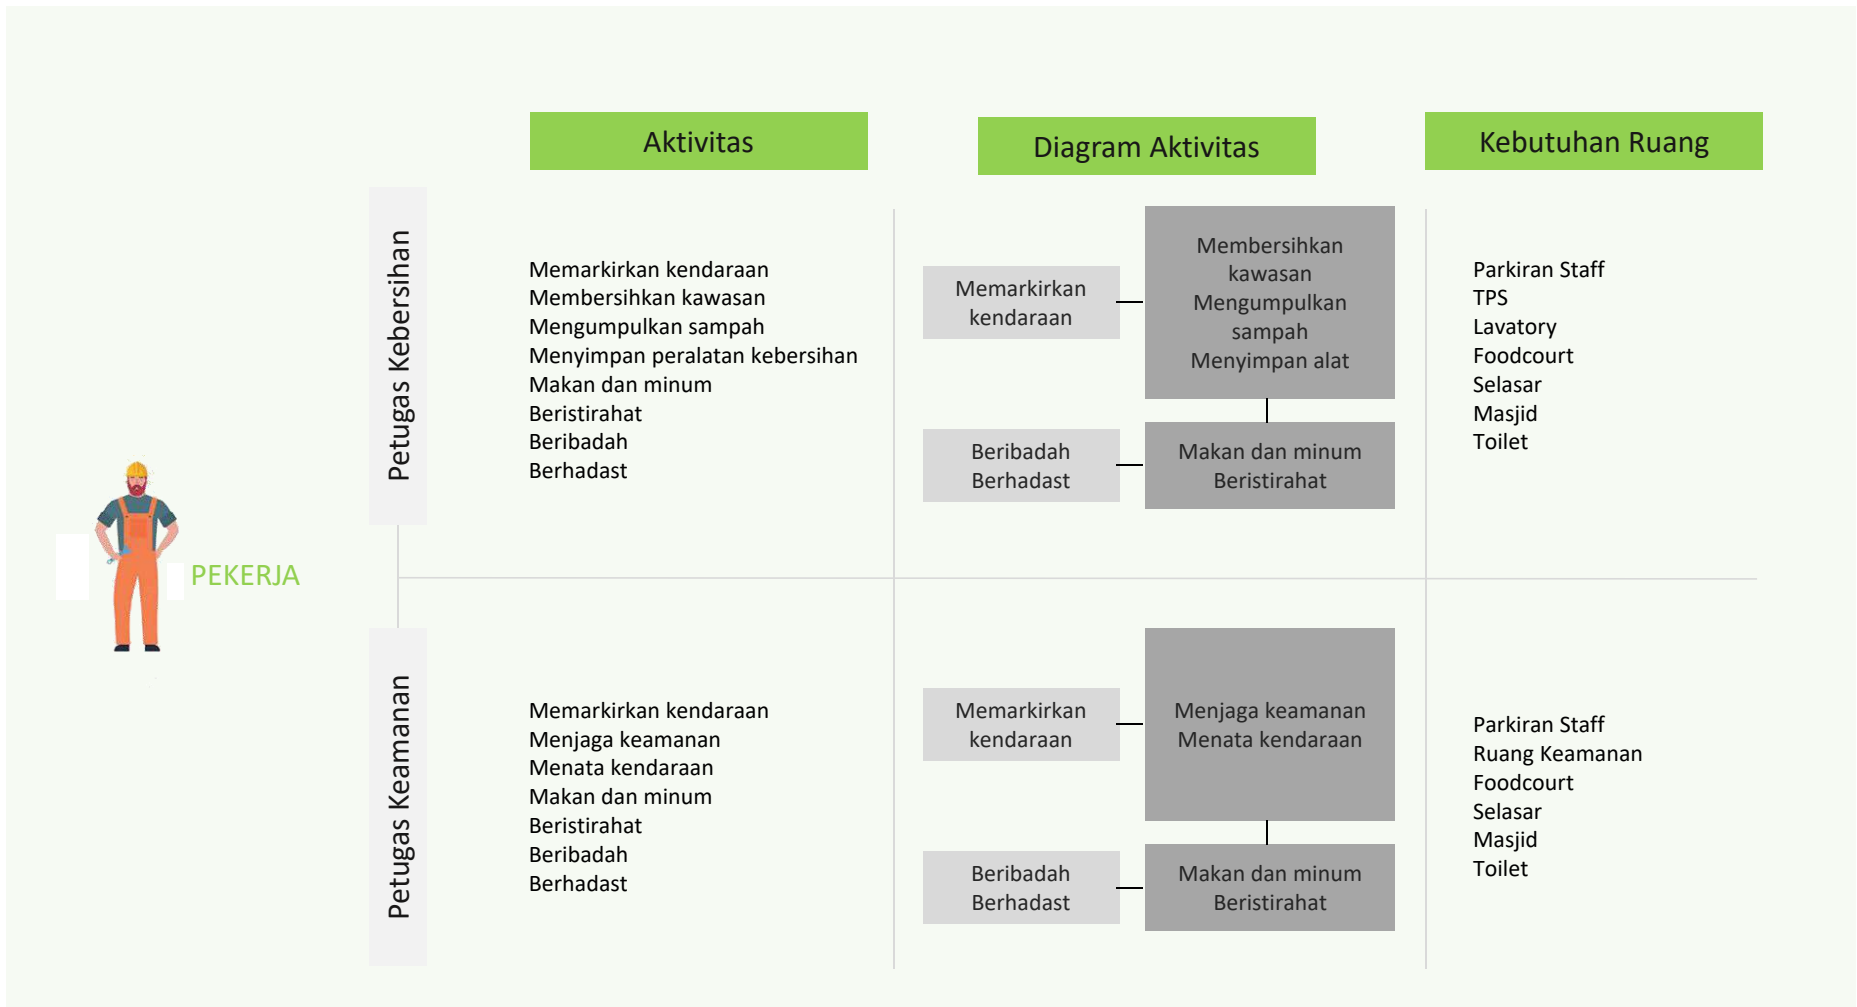 Aktivitas
Diagram Aktivitas
Kebutuhan Ruang
PEKERJA
Petugas Kebersihan
Memarkirkan kendaraan
Membersihkan kawasan
Mengumpulkan sampah
Menyimpan peralatan kebersihan
Makan dan minum
Beristirahat
Beribadah
Berhadast
Memarkirkan
kendaraan
Membersihkan
kawasan
Mengumpulkan
sampah
Menyimpan alat
Beribadah
Berhadast
Makan dan minum
Beristirahat
Parkiran Staff
TPS
Lavatory
Foodcourt
Selasar
Masjid
Toilet
Petugas Keamanan
Memarkirkan kendaraan
Menjaga keamanan
Menata kendaraan
Makan dan minum
Beristirahat
Beribadah
Berhadast
Memarkirkan
kendaraan
Menjaga keamanan
Menata kendaraan
Beribadah
Berhadast
Makan dan minum
Beristirahat
Parkiran Staff
Ruang Keamanan
Foodcourt
Selasar
Masjid
Toilet